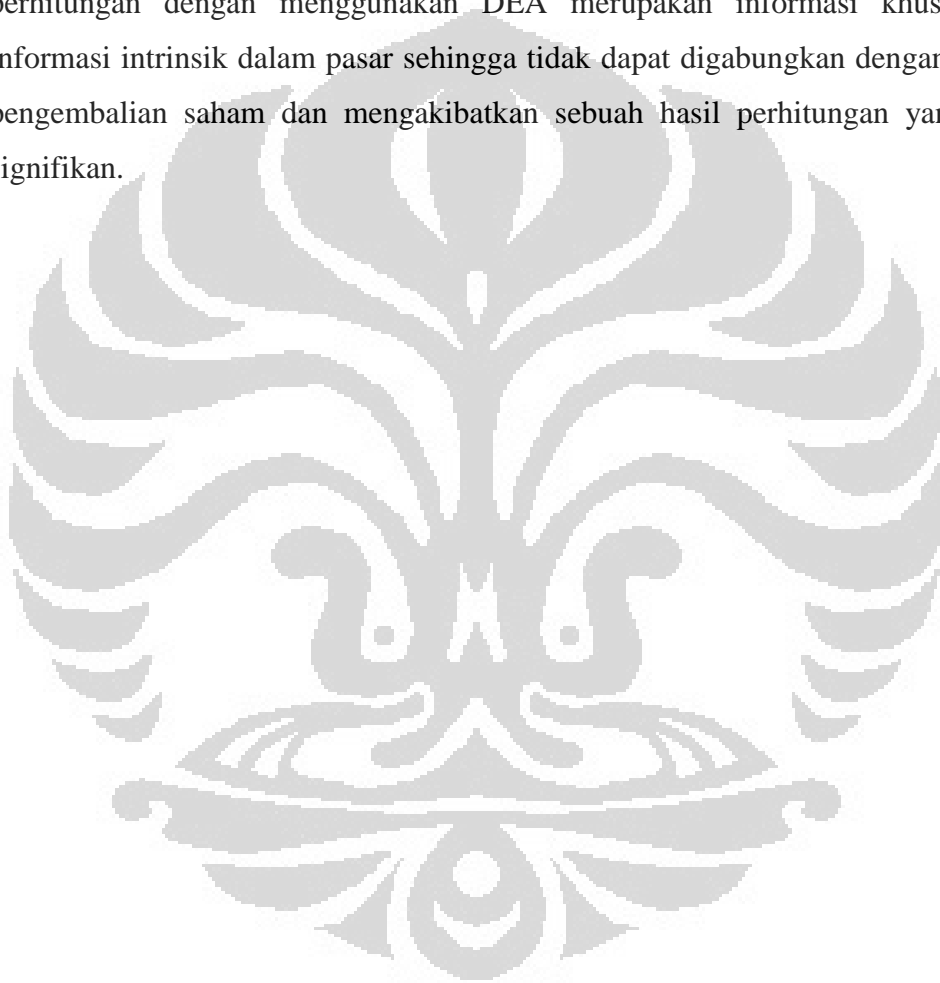 perhitungan dengan menggunakan DEA merupakan informasi khus
informasi intrinsik dalam pasar sehingga tidak dapat digabungkan dengan
pengembalian saham dan mengakibatkan sebuah hasil perhitungan yan
signifikan.